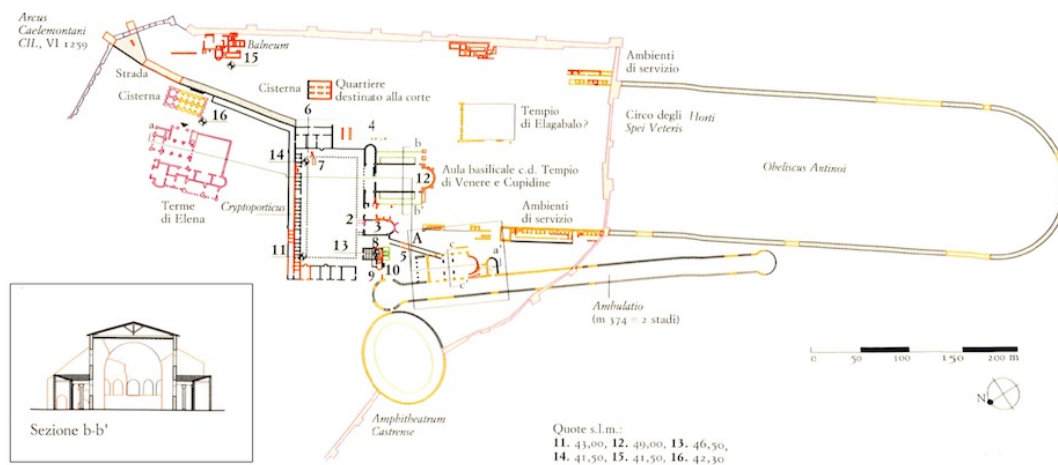 Arcus
Caelemontani
CIL, VI 1259
Balneum
15
Strada
Cisterna
16
Cisterna
6
Quartiere
destinato alla corte
Ambienti
di servizio
Tempio
di Elagabalo?
Circo degli Horti
Spei Veteris
Obeliscus Antinoi
4
a
b
14
7
12
Aula basilicale c.d. Tempio
di Venere e Cupidine
b'
Terme
di Elena
Cryptoporticus
2
3
Ambienti
di servizio
11
13
8
A
5
c
a'
9
10
c'
Ambulatio
(m 374 = 2 stadi)
0 50 100 150 200 m
N
Amphitheatrum
Castrense
Sezione b-b'
Quote s.l.m.:
11. 43,00, 12. 49,00, 13. 46,50,
14. 41,50, 15. 41,50, 16. 42,30